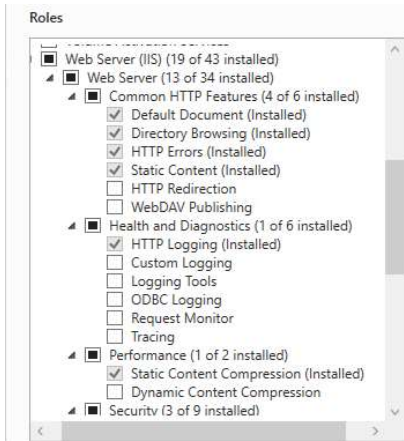 Roles
Volume Activation Services
Web Server (IIS) (19 of 43 installed)
Web Server (13 of 34 installed)
Common HTTP Features (4 of 6 installed)
Default Document (Installed)
Directory Browsing (Installed)
HTTP Errors (Installed)
Static Content (Installed)
HTTP Redirection
WebDAV Publishing
Health and Diagnostics (1 of 6 installed)
HTTP Logging (Installed)
Custom Logging
Logging Tools
ODBC Logging
Request Monitor
Tracing
Performance (1 of 2 installed)
Static Content Compression (Installed)
Dynamic Content Compression
Security (3 of 9 installed)